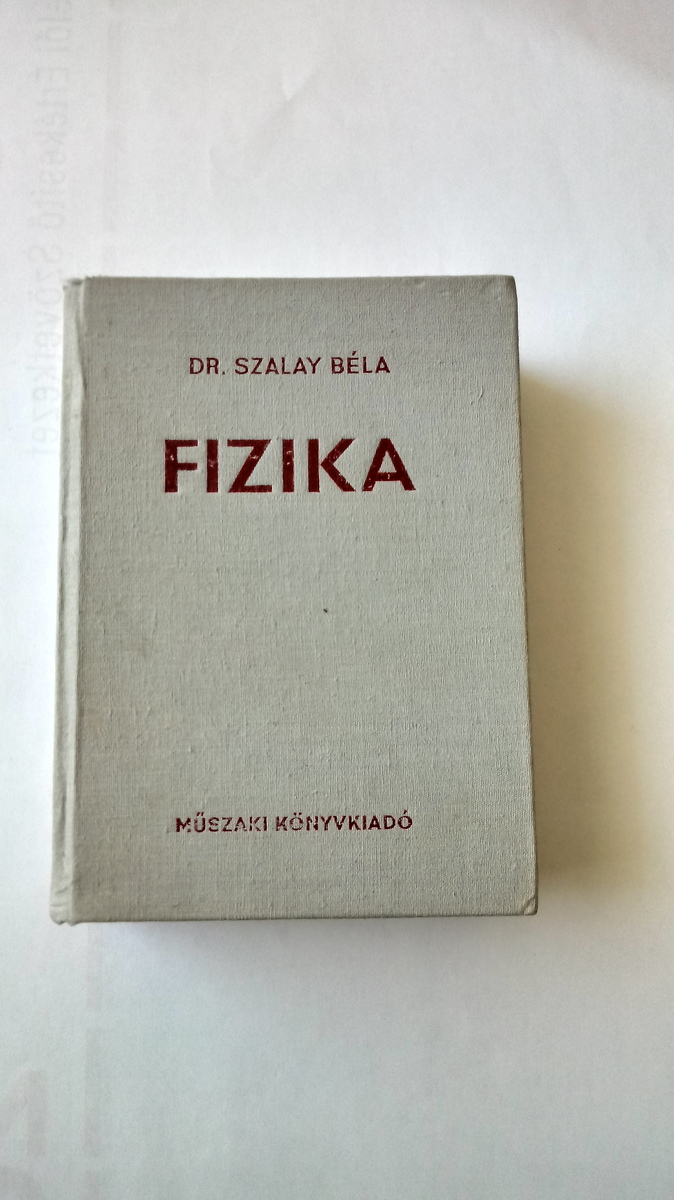 DR. SZALAY BÉLA
FIZIKA
MŰSZAKI KÖNYVKIADÓ